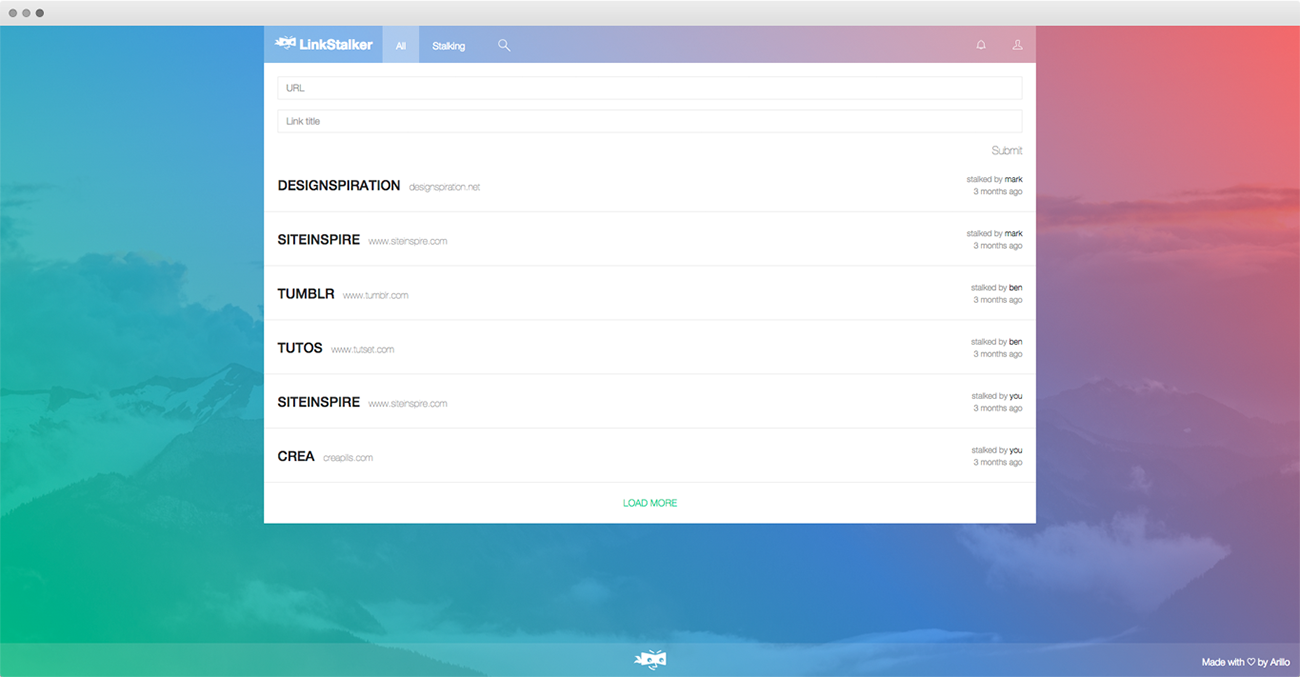 LinkStalker All Stalking
URL
Link title
Submit
DESIGNSPIRATION designspiration.net stalked by mark
3 months ago
SITEINSPIRE www.siteinspire.com stalked by mark
3 months ago
TUMBLR www.tumblr.com stalked by ben
3 months ago
TUTOS www.tutset.com stalked by ben
3 months ago
SITEINSPIRE www.siteinspire.com stalked by you
3 months ago
CREA creapills.com stalked by you
3 months ago
LOAD MORE
Made with ♡ by Arillo